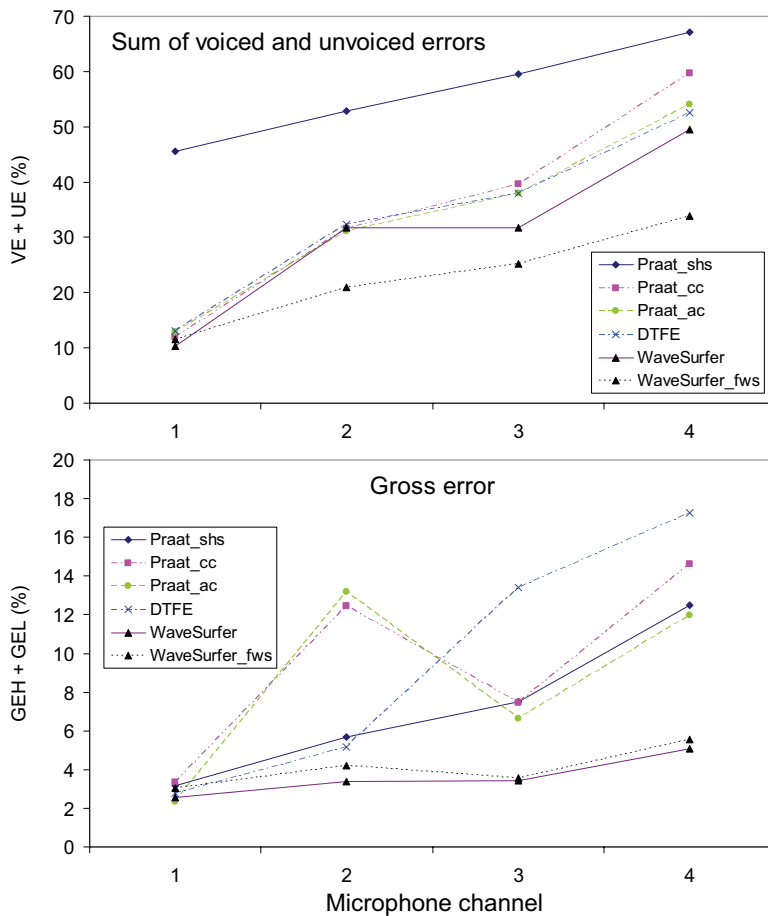 Sum of voiced and unvoiced errors
VE + UE (%)
70
60
50
40
30
20
10
0
1 2 3 4
Praat_shs
Praat_cc
Praat_ac
DTFE
WaveSurfer
WaveSurfer_fws
Gross error
GEH + GEL (%)
20
18
16
14
12
10
8
6
4
2
0
Praat_shs
Praat_cc
Praat_ac
DTFE
WaveSurfer
WaveSurfer_fws
1 2 3 4
Microphone channel